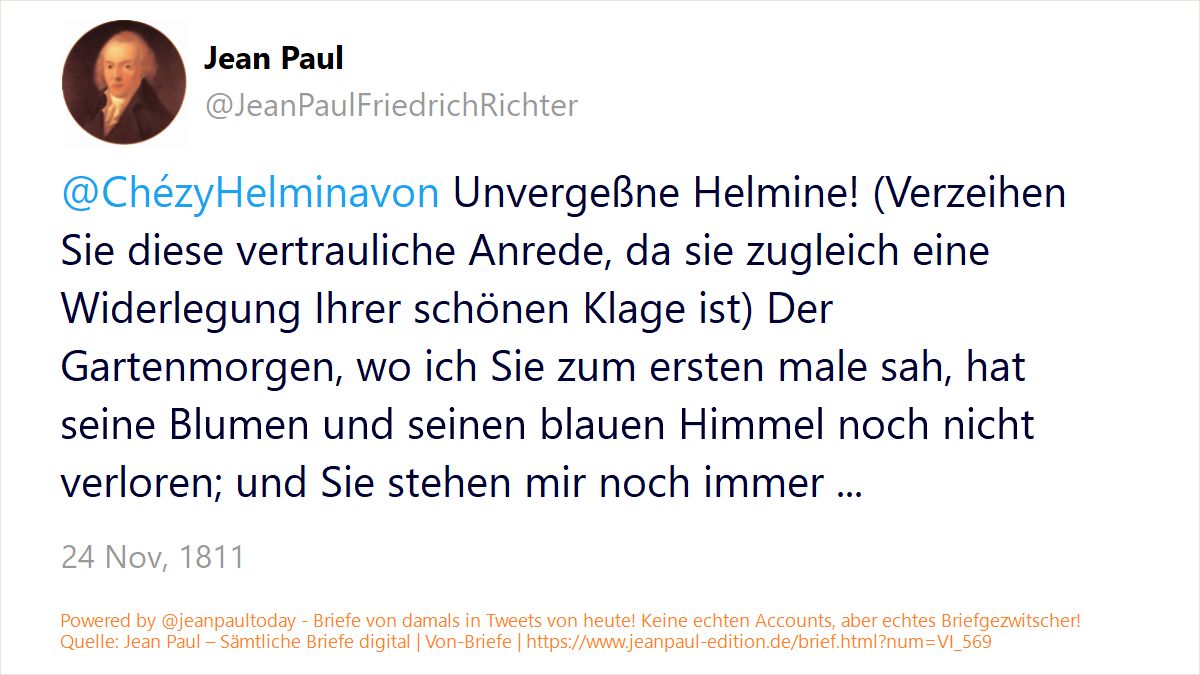 Jean Paul
@JeanPaulFriedrichRichter
@ChézyHelminavon Unvergeßne Helmine! (Verzeihen
Sie diese vertrauliche Anrede, da sie zugleich eine
Widerlegung Ihrer schönen Klage ist) Der
Gartenmorgen, wo ich Sie zum ersten male sah, hat
seine Blumen und seinen blauen Himmel noch nicht
verloren; und Sie stehen mir noch immer ...
24 Nov, 1811
Powered by @jeanpaultoday - Briefe von damals in Tweets von heute! Keine echten Accounts, aber echtes Briefgezwitscher!
Quelle: Jean Paul – Sämtliche Briefe digital | Von-Briefe | https://www.jeanpaul-edition.de/brief.html?num=VI_569